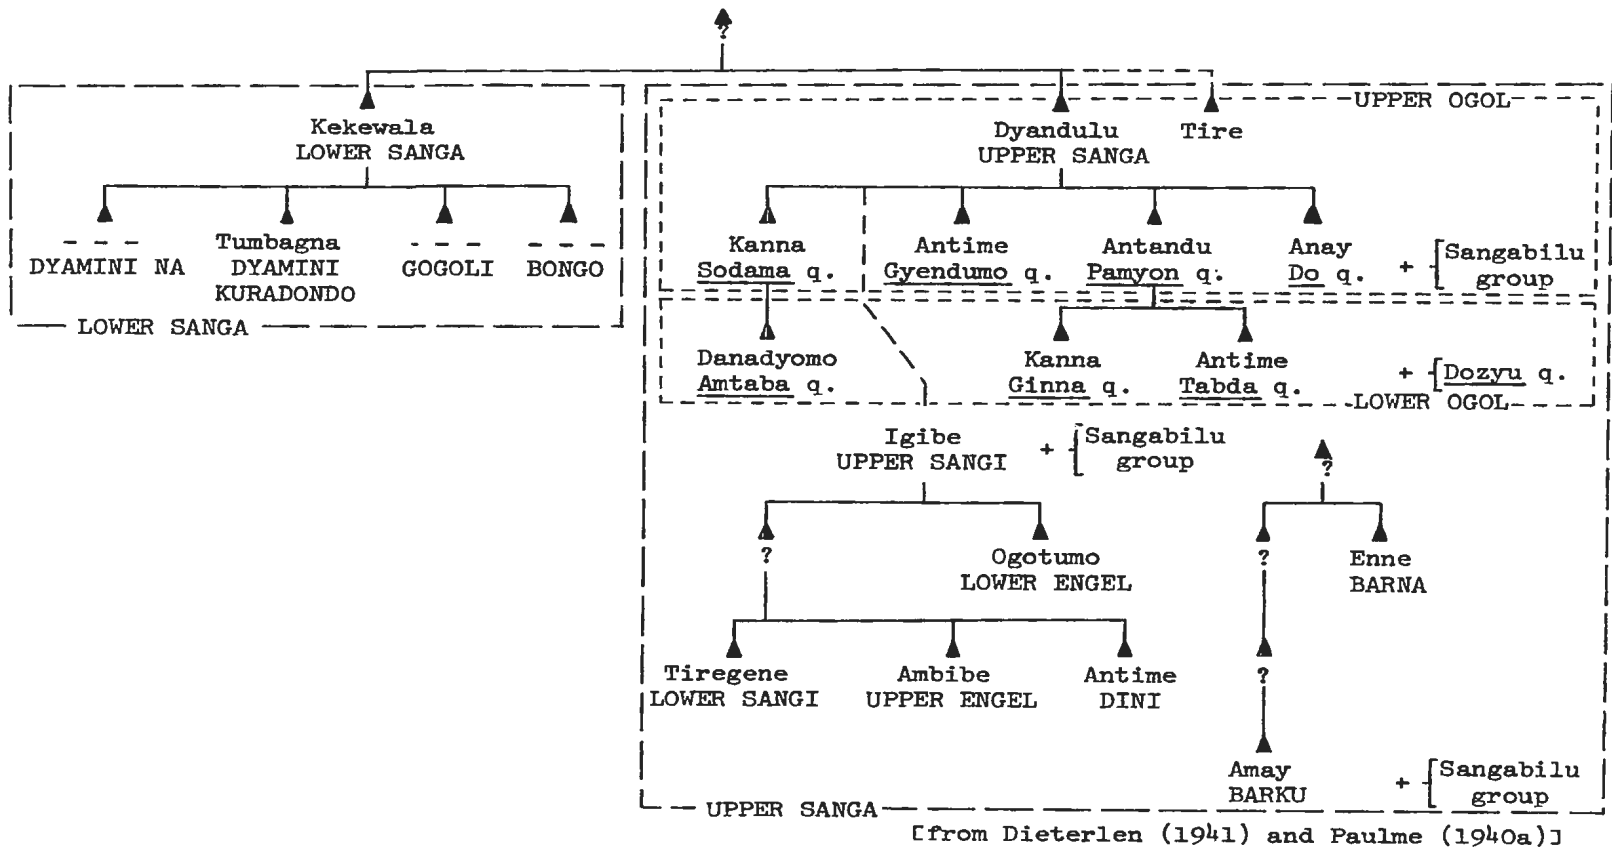 ?
UPPER OGOL
Kekewala
LOWER SANGA
Dyandulu
UPPER SANGA
Tire
DYAMINI NA
Tumbagna
DYAMINI
KURADONDO
GOGOLI
BONGO
LOWER SANGA
Kanna
Sodama q.
Antime
Gyendumo q.
Antandu
Pamyon q.
Anay
Do q.
+ [Sangabilu
group
Danadyomo
Amtaba q.
Kanna
Ginna q.
Antime
Tabda q.
+ [Dozyu q.
LOWER OGOL
Igibe
UPPER SANGI
+ [Sangabilu
group
?
?
Ogotumo
LOWER ENGEL
?
Enne
BARNA
Tiregene
LOWER SANGI
Ambibe
UPPER ENGEL
Antime
DINI
?
Amay
BARKU
+ [Sangabilu
group
UPPER SANGA
[from Dieterlen (1941) and Paulme (1940a)]